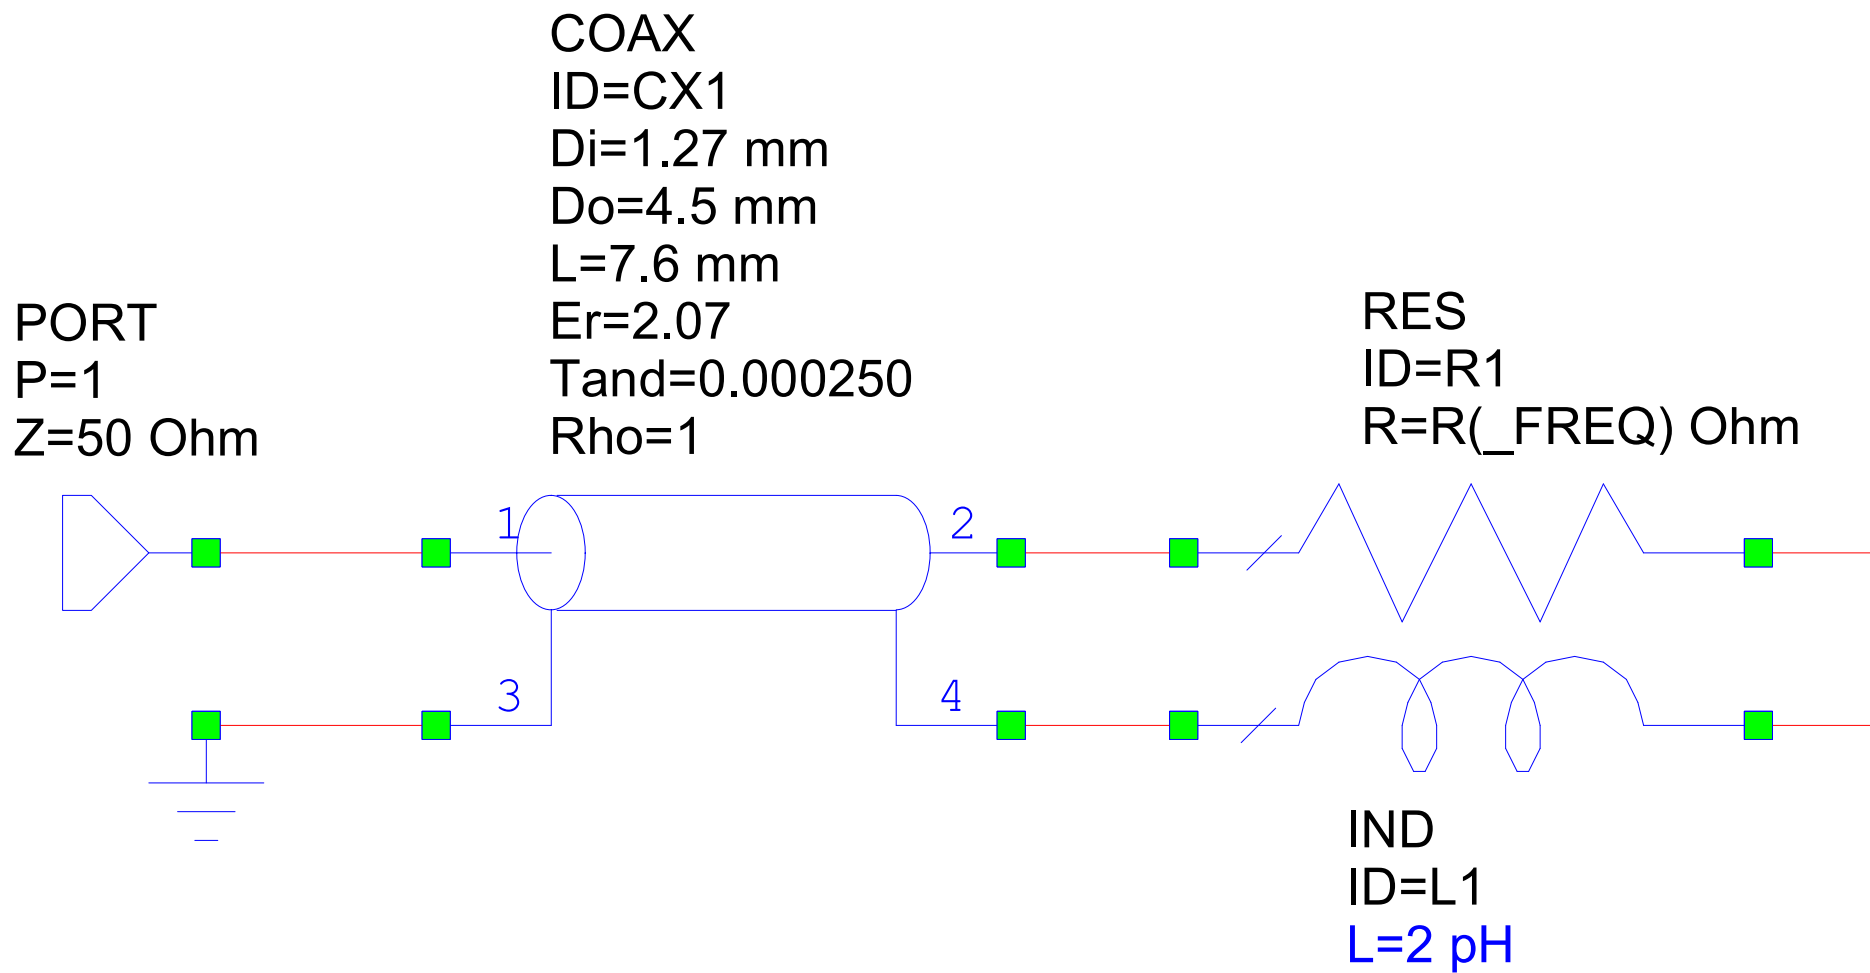 COAX
ID=CX1
Di=1.27 mm
Do=4.5 mm
L=7.6 mm
Er=2.07
Tand=0.000250
Rho=1
PORT
P=1
Z=50 Ohm
RES
ID=R1
R=R(_FREQ) Ohm
1
2
3
4
IND
ID=L1
L=2 pH